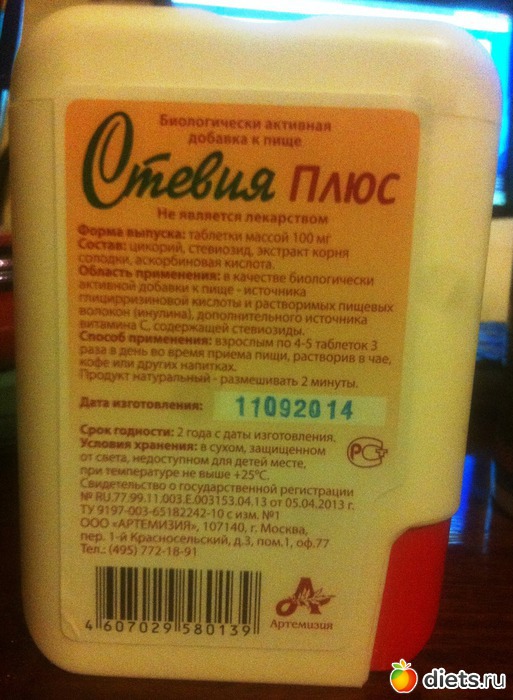 Биологически активная
добавка к пище
Стевия плюс
Не является лекарством
Форма выпуска: таблетки массой 100 мг
Состав: цикорий, стевиозид, экстракт корня
солодки, аскорбиновая кислота.
Область применения: в качестве биологически
активной добавки к пище - источника
глицирризиновой кислоты и растворимых пищевых
волокон (инулина), дополнительного источника
витамина С, содержащей стевиозиды.
Способ применения: взрослым по 4-5 таблеток 3
раза в день во время приема пищи, растворив в чае,
кофе или других напитках.
Продукт натуральный - размешивать 2 минуты.
Дата изготовления: 11092014
Срок годности: 2 года с даты изготовления.
Условия хранения: в сухом, защищенном
от света, недоступном для детей месте,
при температуре не выше +25°С.
Свидетельство о государственной регистрации
№ RU.77.99.11.003.Е.003153.04.13 от 05.04.2013 г.
ТУ 9197-003-65182242-10 с изм. №1
ООО «АРТЕМИЗИЯ», 107140, г. Москва,
пер. 1-й Красносельский, д.3, пом.1, оф.77
Тел.: (495) 772-18-91
4 607029 580139
Артемизия
diets.ru